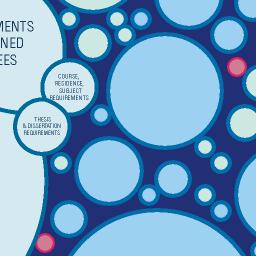 MENTS
NED
EES
COURSE,
RESIDENCE,
SUBJECT
REQUIREMENTS
THESIS
& DISSERTATION
REQUIREMENTS